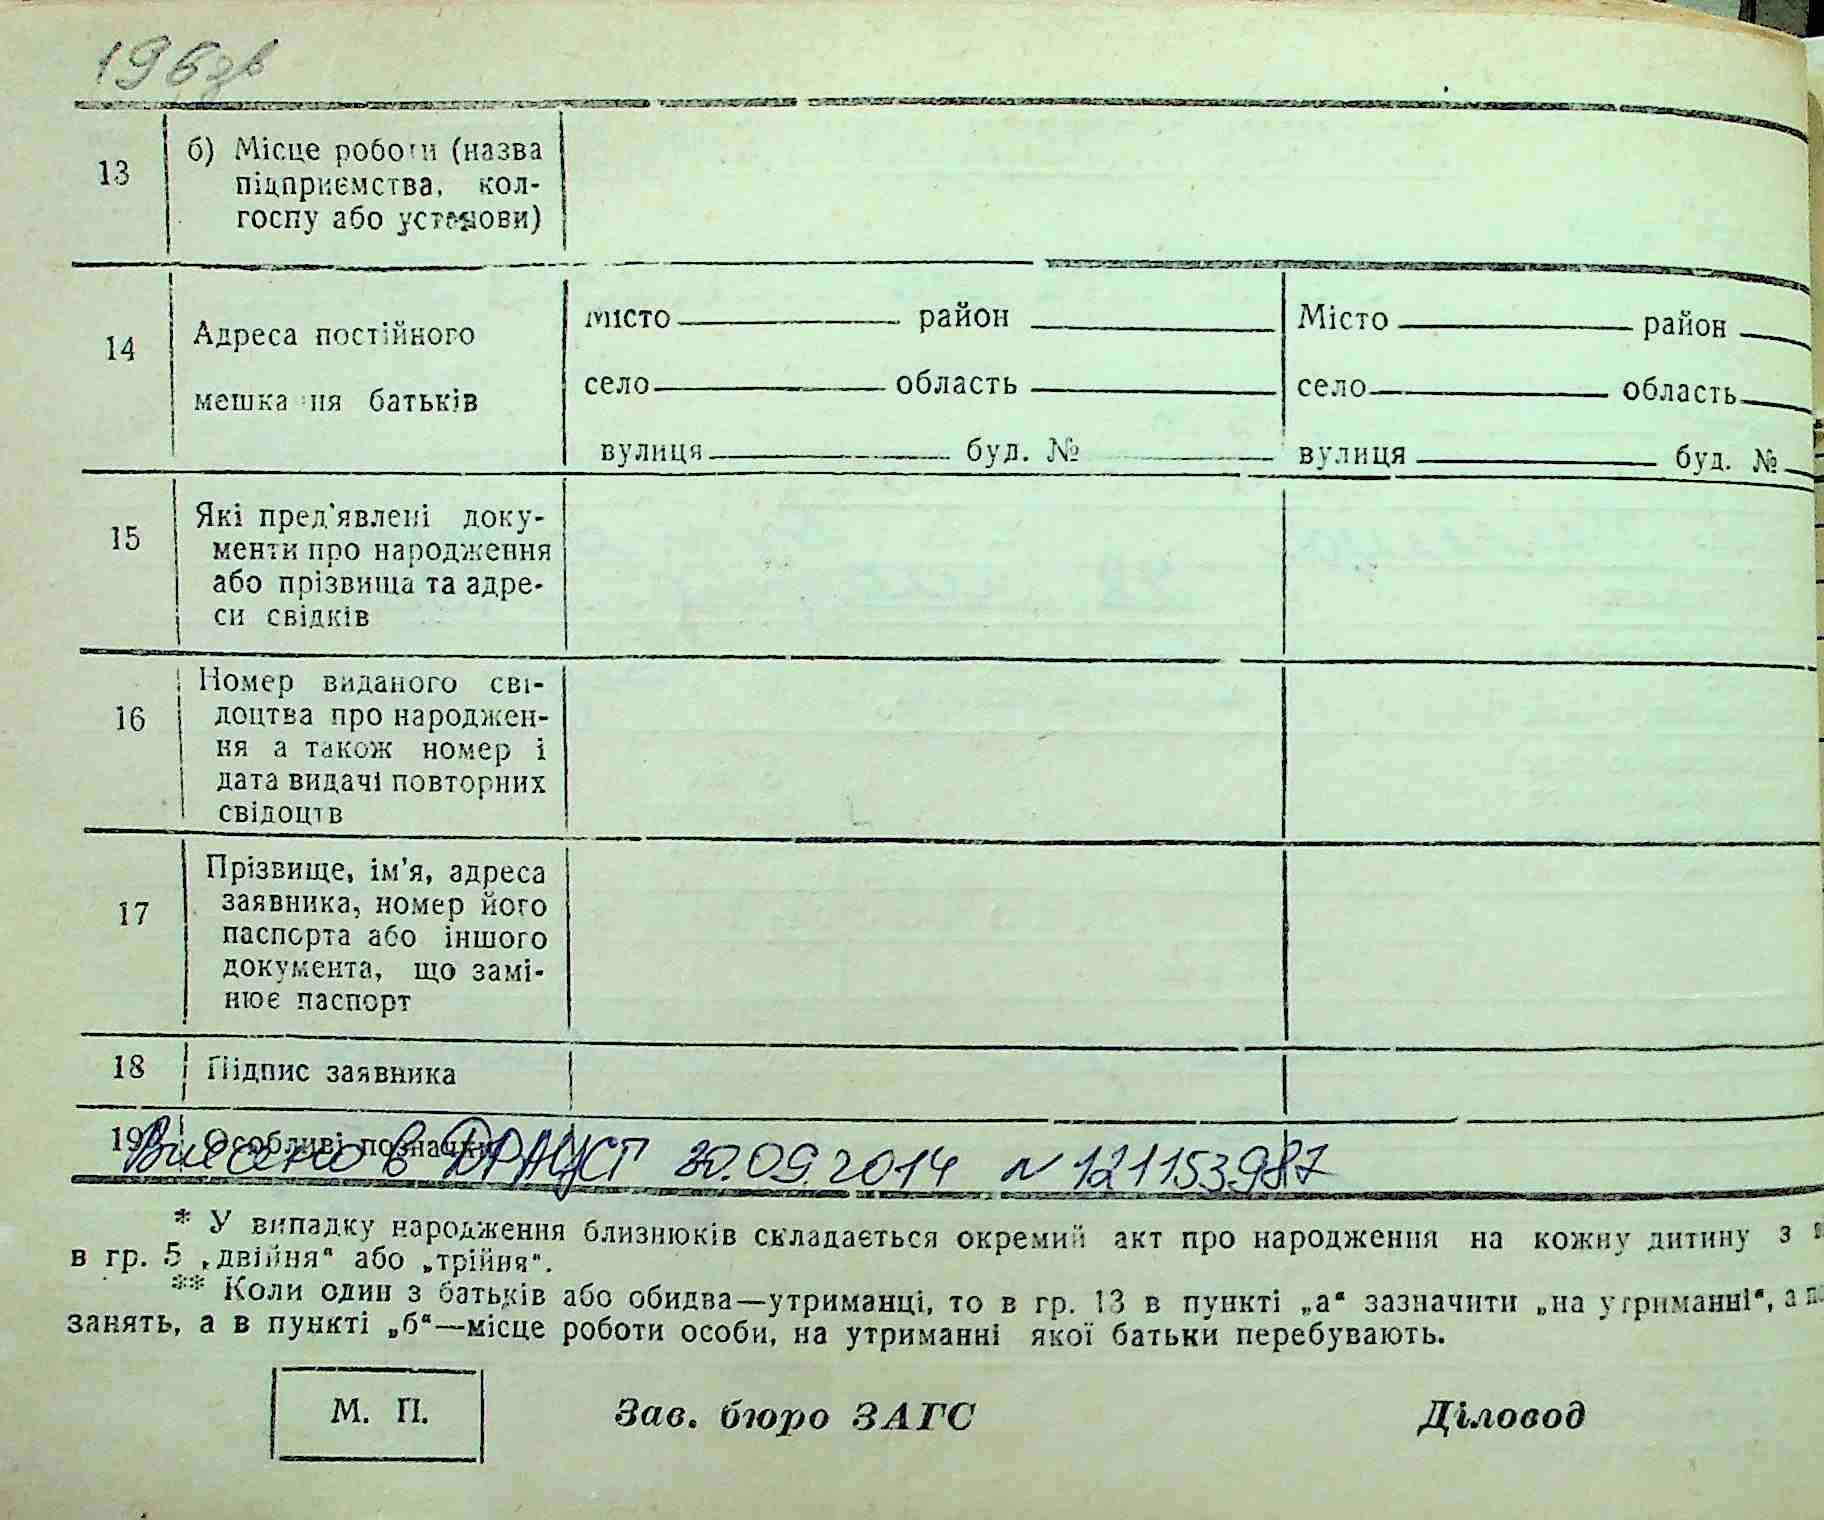 196зв
13 б) Місце роботи (назва
підприємства, кол-
госпу або установи)
14 Адреса постійного
мешкання батьків
місто район Місто район
село область село область
вулиця буд. № вулиця буд. №
15 Які пред'явлені доку-
менти про народження
або прізвища та адре-
си свідків
16 Номер виданого сві-
доцтва про народжен-
ня а також номер і
дата видачі повторних
свідоцтв
17 Прізвище, ім'я, адреса
заявника, номер його
паспорта або іншого
документа, що замі-
нює паспорт
18 Підпис заявника
19 Особливі позначки
Внесено в ДРАЦСГ 30.09.2014 N 121153987
* У випадку народження близнюків складається окремий акт про народження на кожну дитину з
в гр. 5 „двійня“ або „трійня“.
** Коли один з батьків або обидва—утриманці, то в гр. 13 в пункті „а“ зазначити „на утриманні“, а
занять, а в пункті „б“—місце роботи особи, на утриманні якої батьки перебувають.
М. П. Зав. бюро ЗАГС Діловод